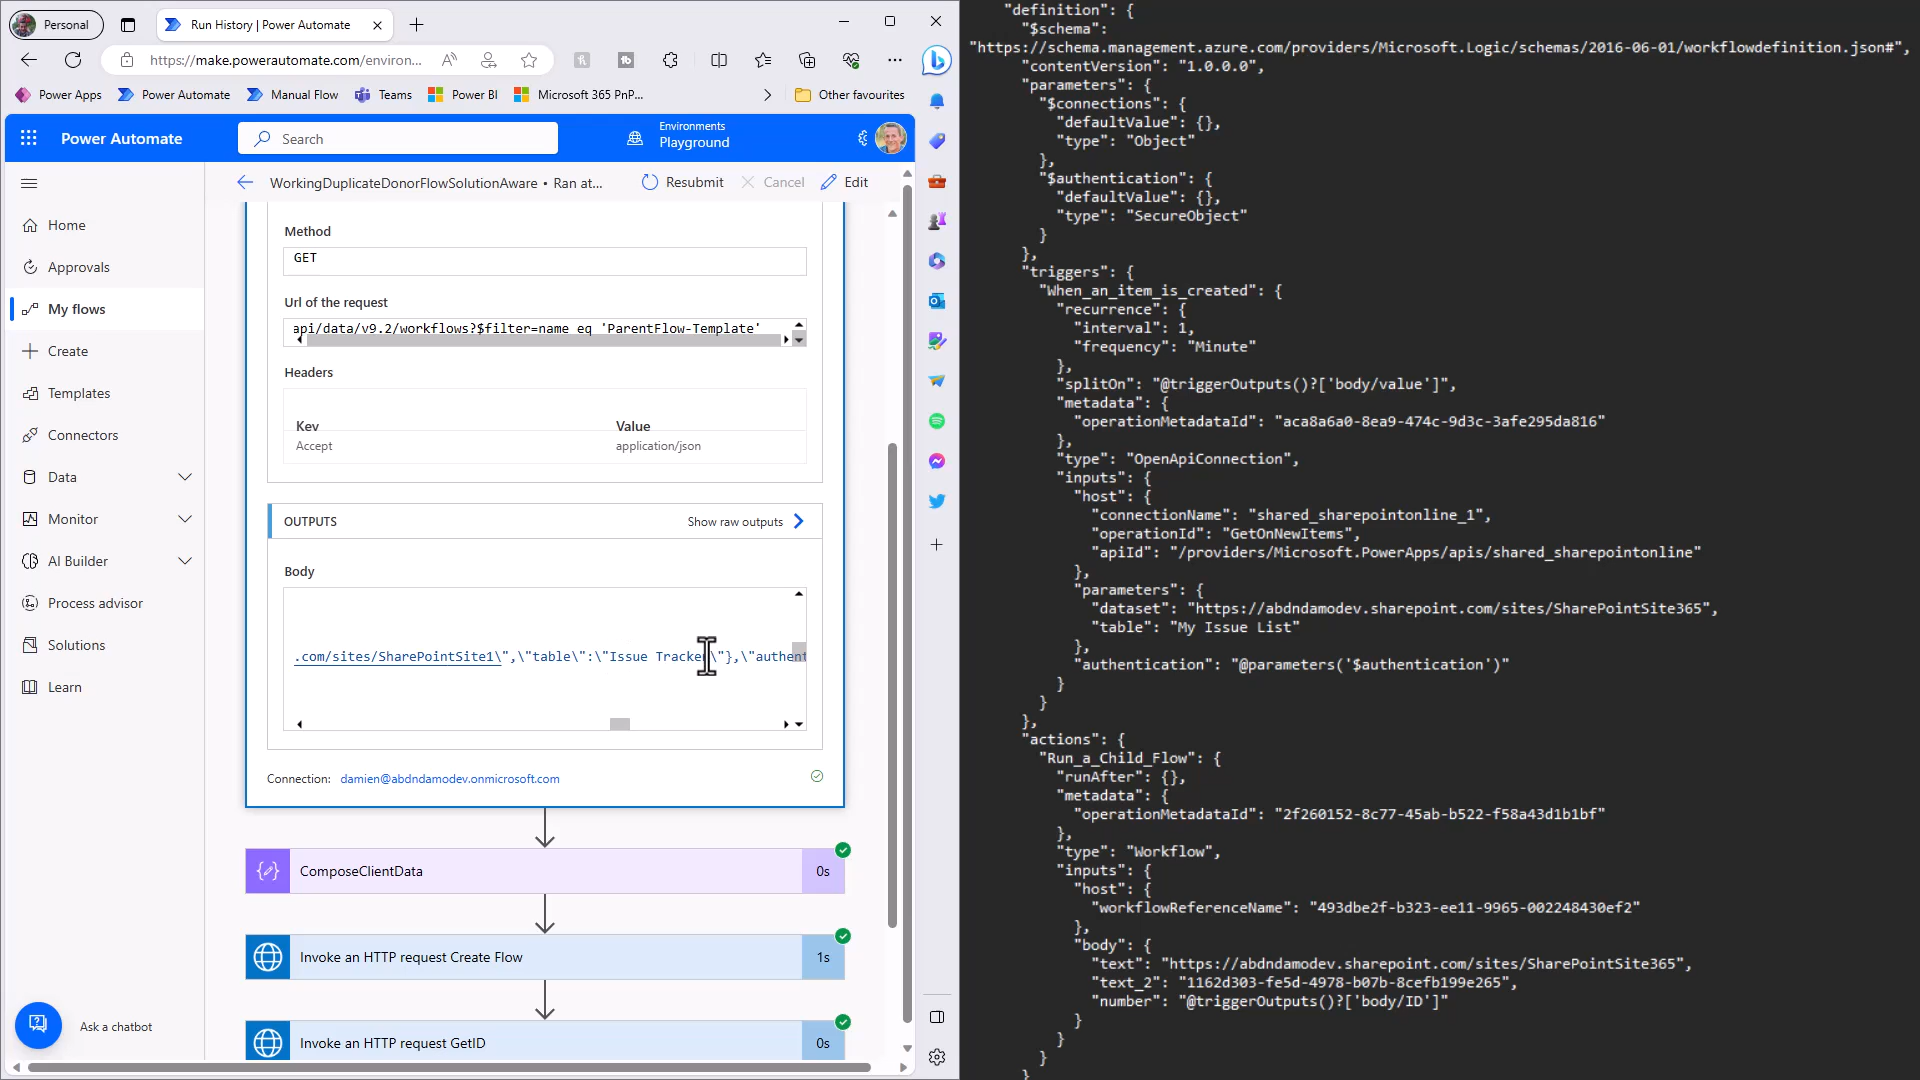 Personal
Run History | Power Automate
https://make.powerautomate.com/environ...
Power Apps
Power Automate
Manual Flow
Teams
Power BI
Microsoft 365 PnP...
Other favourites
Power Automate
Search
Environments
Playground
WorkingDuplicateDonorFlowSolutionAware • Ran at...
Resubmit
Cancel
Edit
Home
Approvals
My flows
Create
Templates
Connectors
Data
Monitor
AI Builder
Process advisor
Solutions
Learn
Ask a chatbot
Method
GET
Url of the request
api/data/v9.2/workflows?$filter=name eq 'ParentFlow-Template'
Headers
Key Value
Accept application/json
OUTPUTS
Show raw outputs
Body
.com/sites/SharePointSite1\",\"table\":\"Issue Tracker\"},\"authent
Connection: damien@abdndamodev.onmicrosoft.com
ComposeClientData
0s
Invoke an HTTP request Create Flow
1s
Invoke an HTTP request GetID
0s
"definition": {
"$schema":
"https://schema.management.azure.com/providers/Microsoft.Logic/schemas/2016-06-01/workflowdefinition.json#",
"contentVersion": "1.0.0.0",
"parameters": {
"$connections": {
"defaultValue": {},
"type": "Object"
},
"$authentication": {
"defaultValue": {},
"type": "SecureObject"
}
},
"triggers": {
"When_an_item_is_created": {
"recurrence": {
"interval": 1,
"frequency": "Minute"
},
"splitOn": "@triggerOutputs()?['body/value']",
"metadata": {
"operationMetadataId": "aca8a6a0-8ea9-474c-9d3c-3afe295da816"
},
"type": "OpenApiConnection",
"inputs": {
"host": {
"connectionName": "shared_sharepointonline_1",
"operationId": "GetOnNewItems",
"apiId": "/providers/Microsoft.PowerApps/apis/shared_sharepointonline"
},
"parameters": {
"dataset": "https://abdndamodev.sharepoint.com/sites/SharePointSite365",
"table": "My Issue List"
},
"authentication": "@parameters('$authentication')"
}
}
},
"actions": {
"Run_a_Child_Flow": {
"runAfter": {},
"metadata": {
"operationMetadataId": "2f260152-8c77-45ab-b522-f58a43d1b1bf"
},
"type": "Workflow",
"inputs": {
"host": {
"workflowReferenceName": "493dbe2f-b323-ee11-9965-002248430ef2"
},
"body": {
"text": "https://abdndamodev.sharepoint.com/sites/SharePointSite365",
"text_2": "1162d303-fe5d-4978-b07b-8cefb199e265",
"number": "@triggerOutputs()?['body/ID']"
}
}
}
}